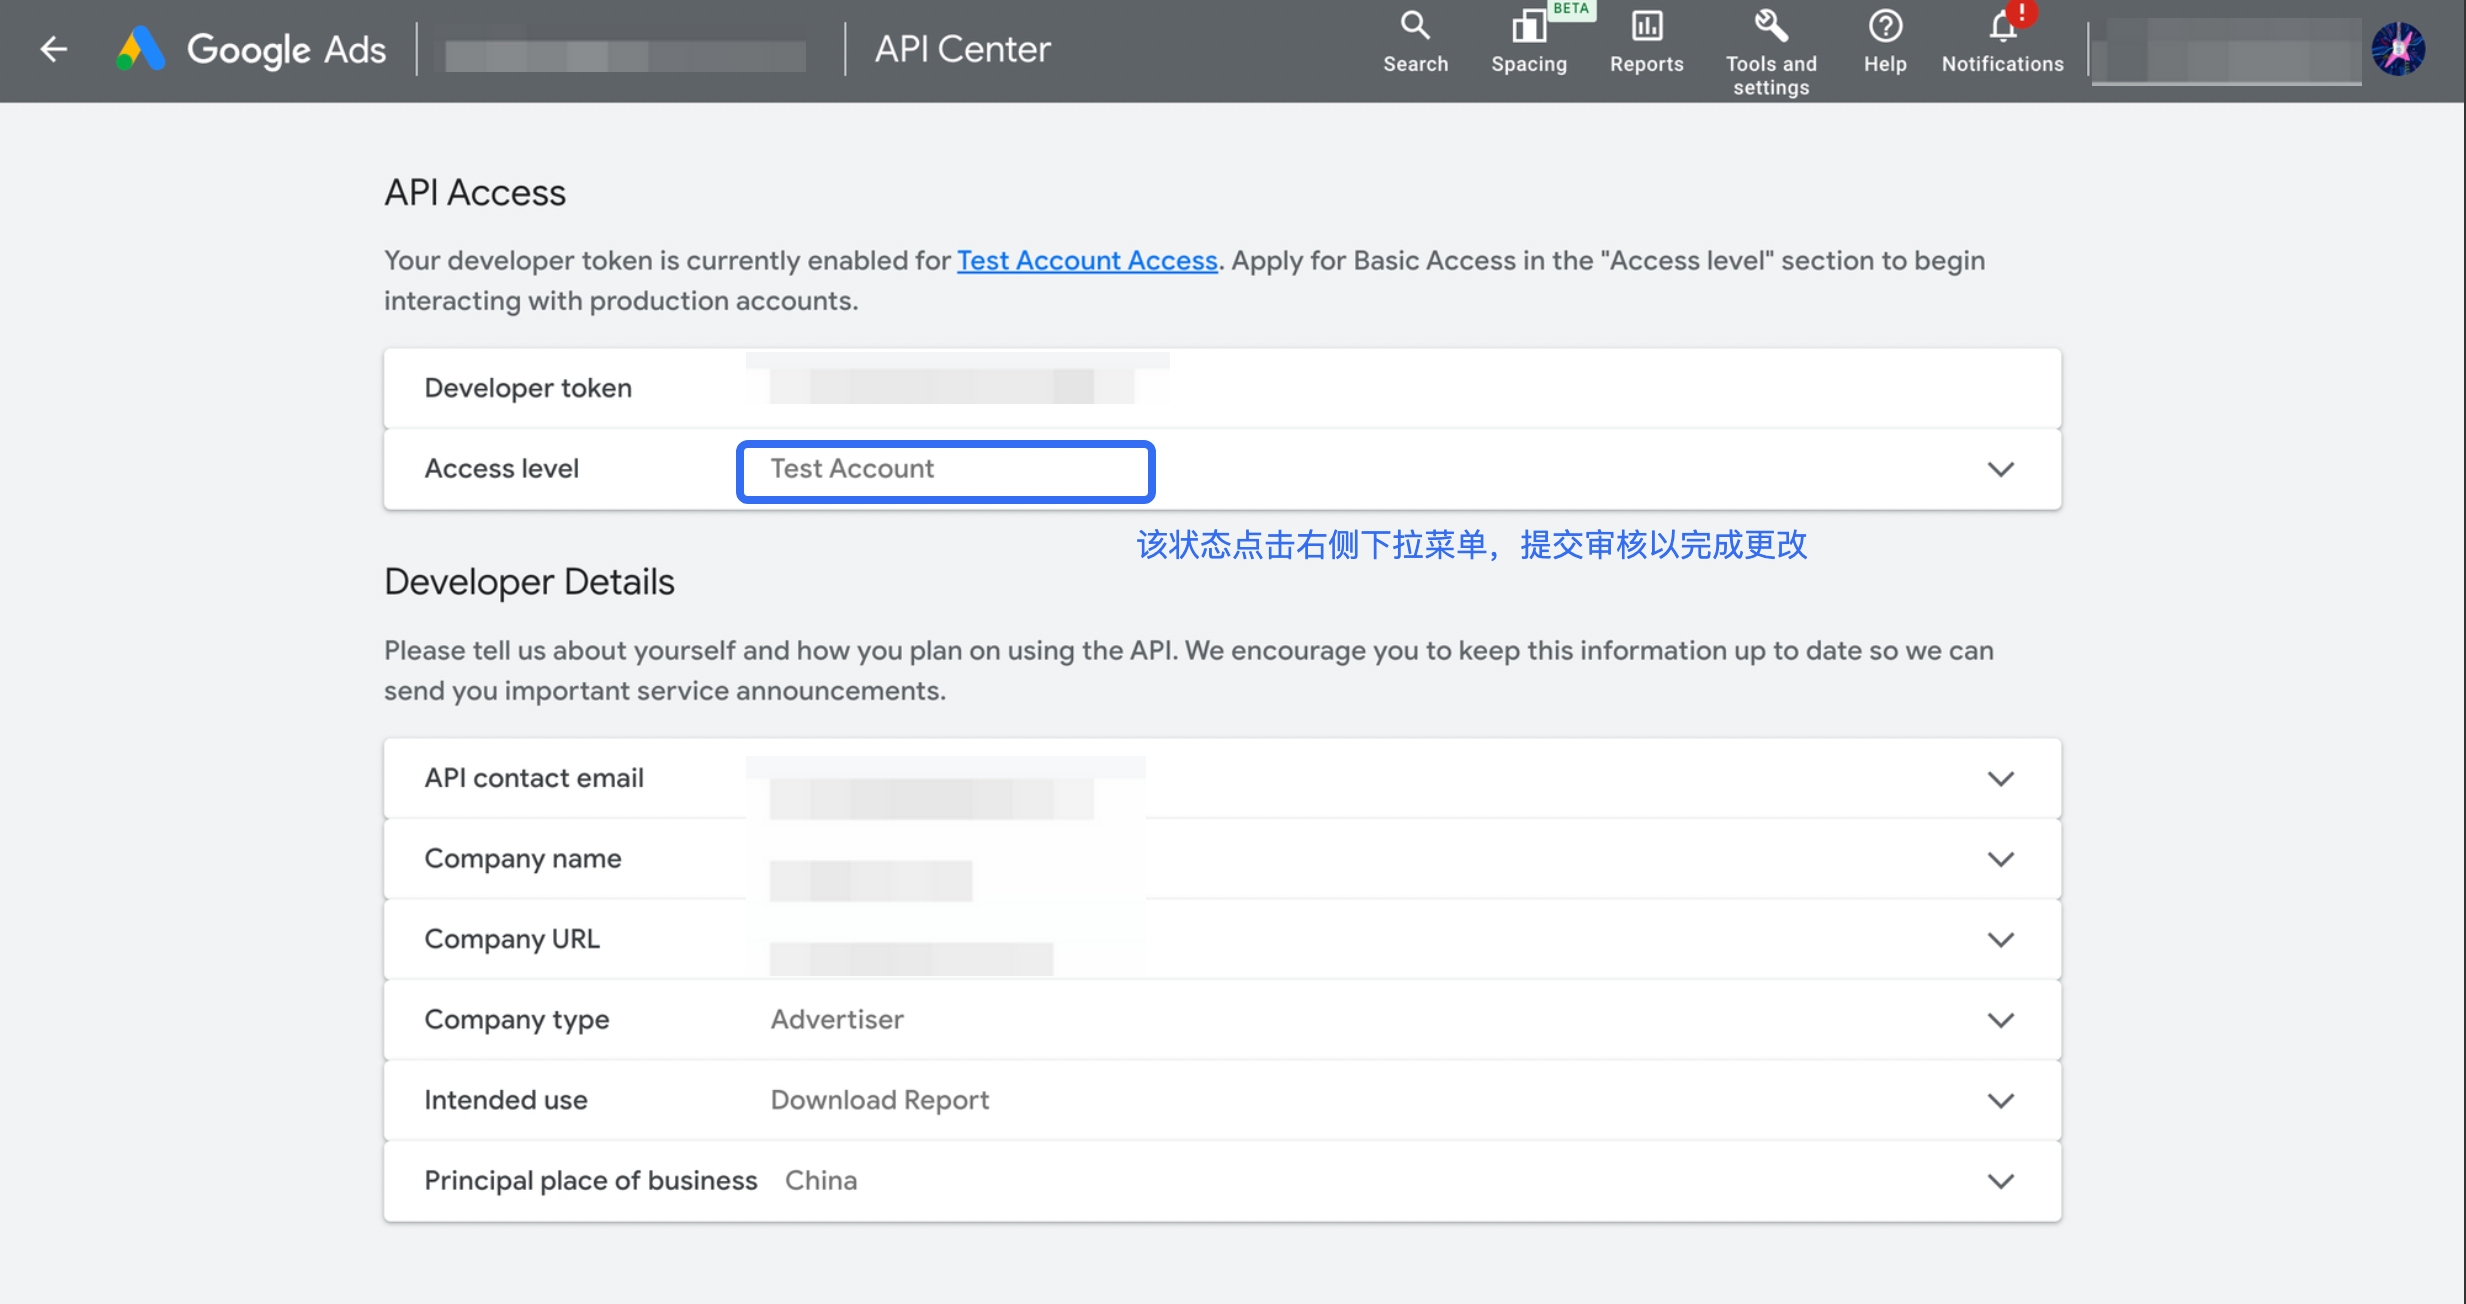 Google Ads
API Center
Search
Spacing
BETA
Reports
Tools and
settings
Help
!
Notifications
API Access
Your developer token is currently enabled for Test Account Access. Apply for Basic Access in the "Access level" section to begin
interacting with production accounts.
Developer token
Access level Test Account
该状态点击右侧下拉菜单，提交审核以完成更改
Developer Details
Please tell us about yourself and how you plan on using the API. We encourage you to keep this information up to date so we can
send you important service announcements.
API contact email
Company name
Company URL
Company type Advertiser
Intended use Download Report
Principal place of business China